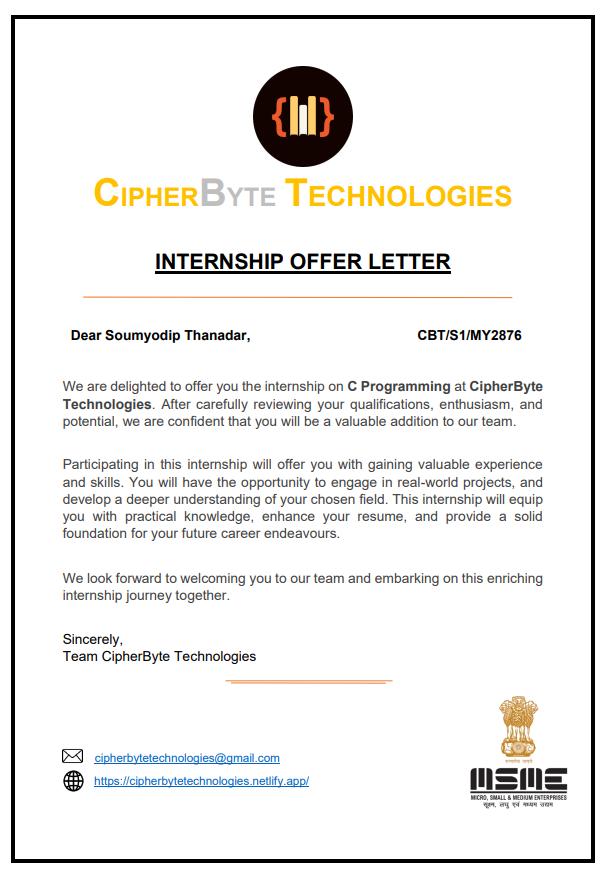 { }
CIPHERBYTE TECHNOLOGIES
INTERNSHIP OFFER LETTER
Dear Soumyodip Thanadar, CBT/S1/MY2876
We are delighted to offer you the internship on C Programming at CipherByte
Technologies. After carefully reviewing your qualifications, enthusiasm, and
potential, we are confident that you will be a valuable addition to our team.
Participating in this internship will offer you with gaining valuable experience
and skills. You will have the opportunity to engage in real-world projects, and
develop a deeper understanding of your chosen field. This internship will equip
you with practical knowledge, enhance your resume, and provide a solid
foundation for your future career endeavours.
We look forward to welcoming you to our team and embarking on this enriching
internship journey together.
Sincerely,
Team CipherByte Technologies
cipherbytetechnologies@gmail.com
https://cipherbytetechnologies.netlify.app/
सत्यमेव जयते
MSME
MICRO, SMALL & MEDIUM ENTERPRISES
सूक्ष्म, लघु एवं मध्यम उद्यम